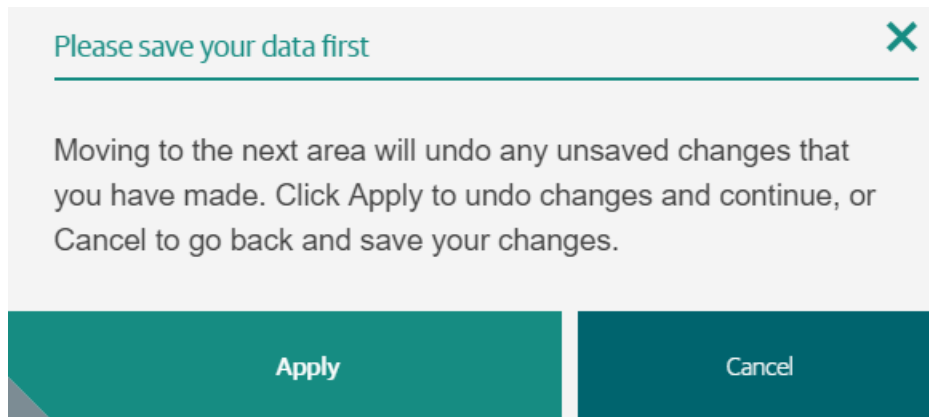 Please save your data first
Moving to the next area will undo any unsaved changes that
you have made. Click Apply to undo changes and continue, or
Cancel to go back and save your changes.
Apply
Cancel